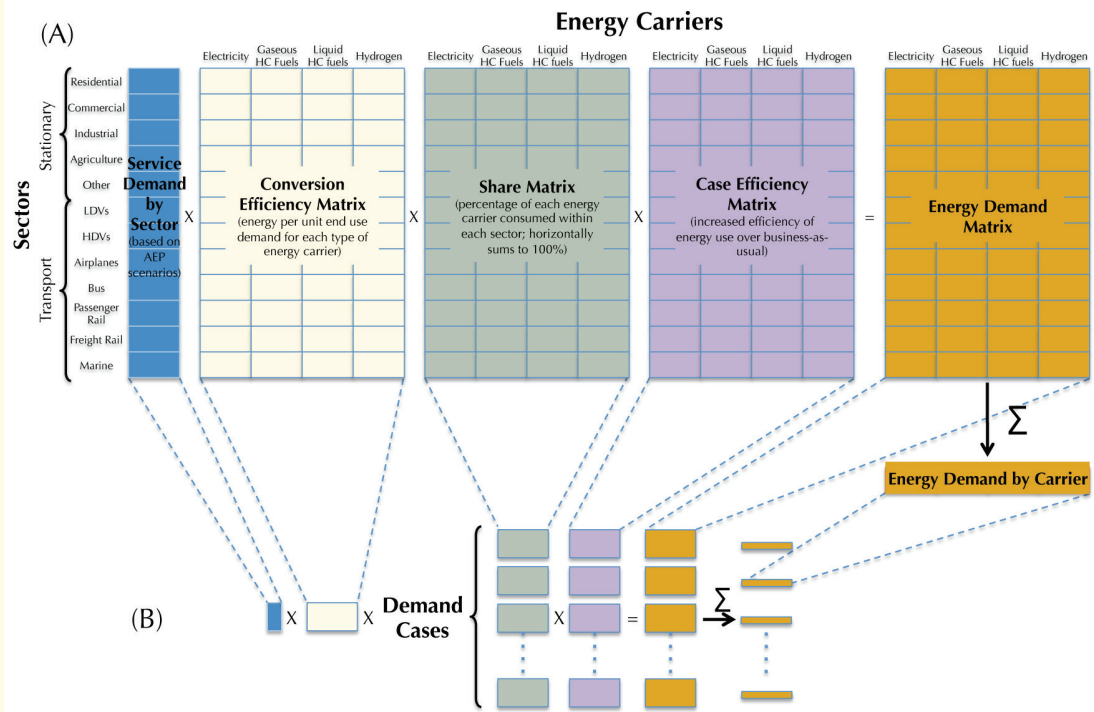 Energy Carriers
(A)
Electricity
Gaseous
HC Fuels
Liquid
HC fuels
Hydrogen
Electricity
Gaseous
HC Fuels
Liquid
HC fuels
Hydrogen
Electricity
Gaseous
HC Fuels
Liquid
HC fuels
Hydrogen
Electricity
Gaseous
HC Fuels
Liquid
HC fuels
Hydrogen
Sectors
Stationary
Transport
Residential
Commercial
Industrial
Agriculture
Other
LDVs
HDVs
Airplanes
Bus
Passenger
Rail
Freight Rail
Marine
Service
Demand
by
Sector
(based on
AEP
scenarios)
X
Conversion
Efficiency Matrix
(energy per unit end use
demand for each type of
energy carrier)
X
Share Matrix
(percentage of each energy
carrier consumed within
each sector; horizontally
sums to 100%)
X
Case Efficiency
Matrix
(increased efficiency of
energy use over business-as-
usual)
=
Energy Demand
Matrix
∑
Energy Demand by Carrier
(B)
X
X
Demand
Cases
X
=
∑